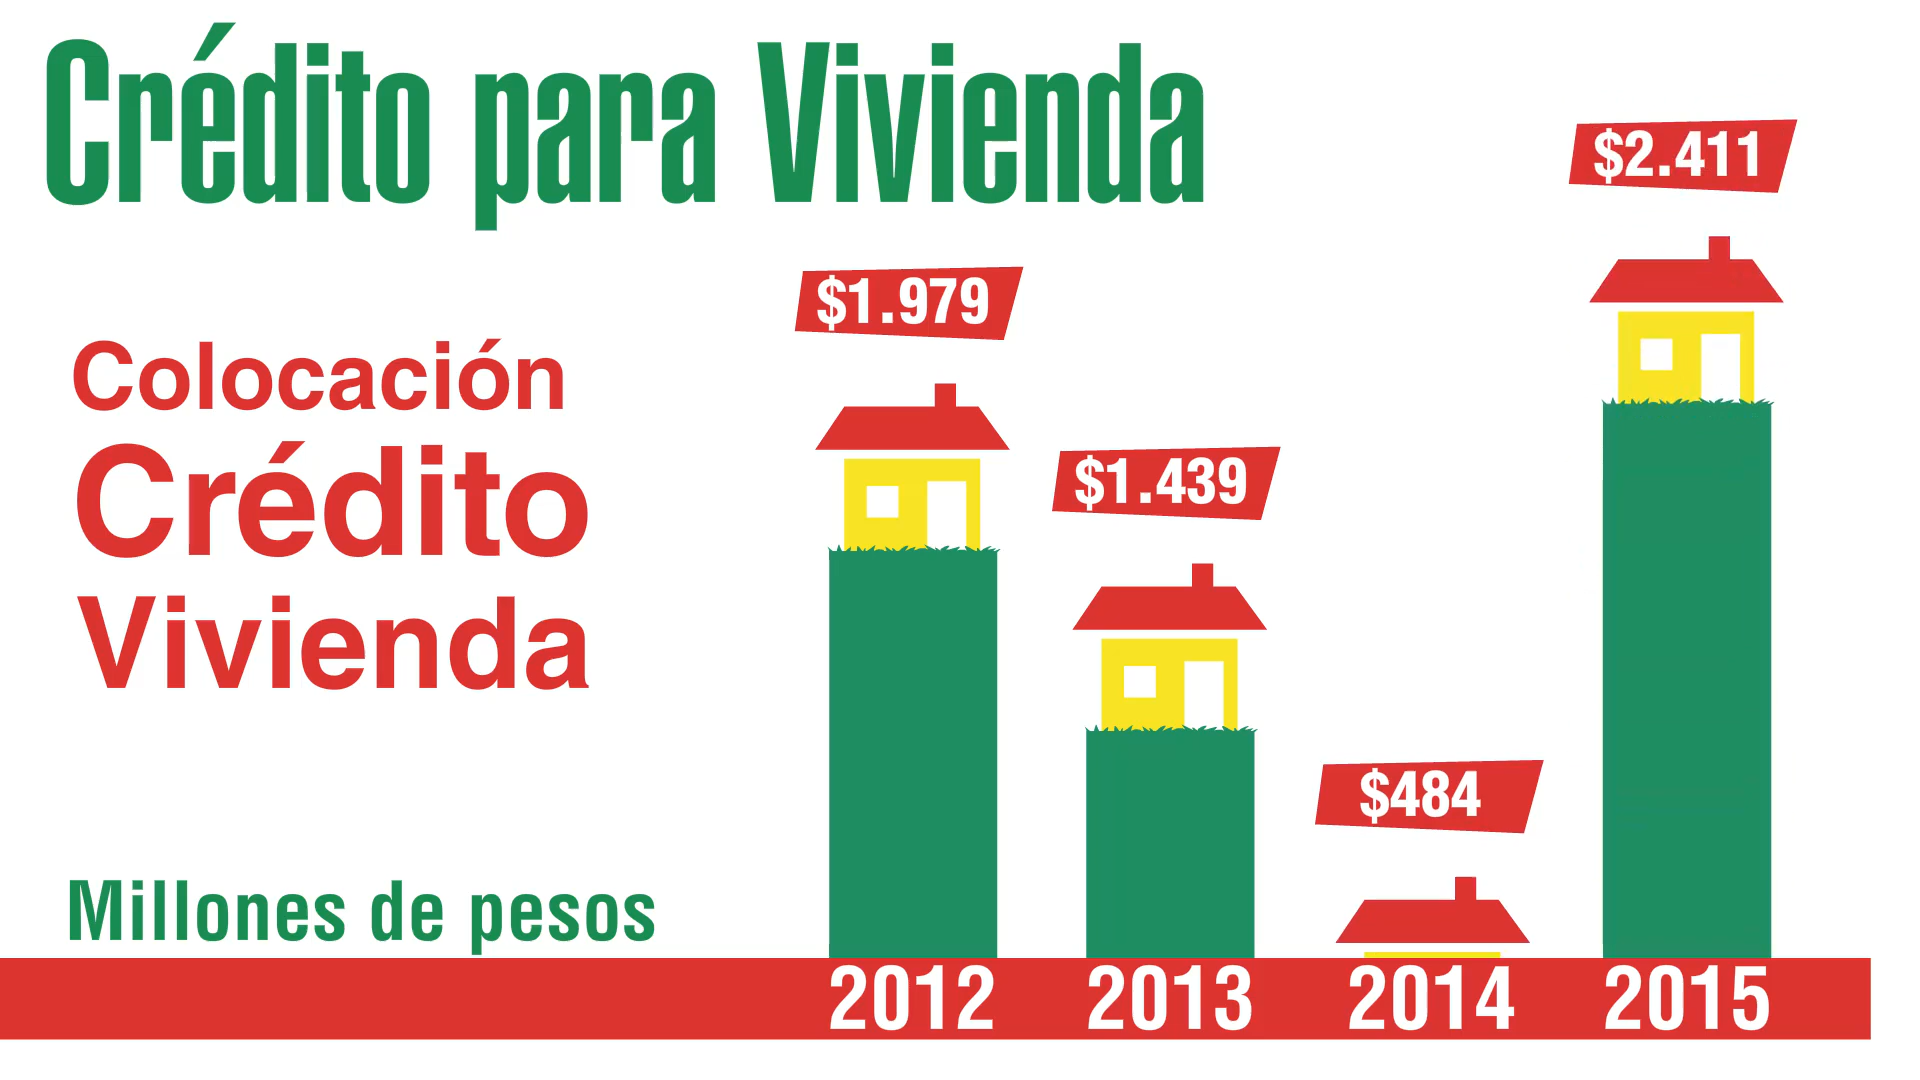 Crédito para Vivienda
$2.411
$1.979
Colocación
Crédito
Vivienda
$1.439
$484
Millones de pesos
2012 2013 2014 2015